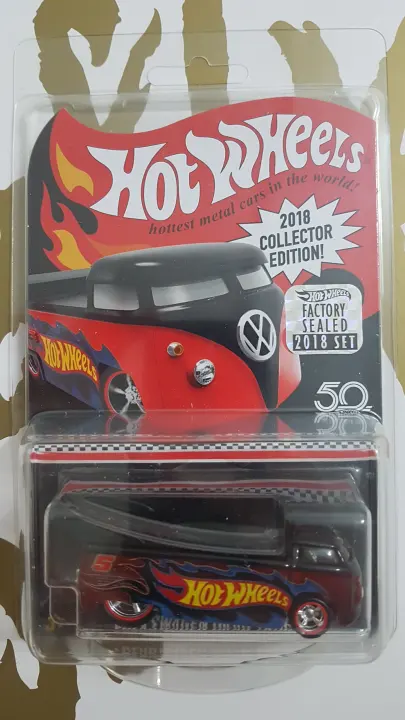 HOT WHEELS
hottest metal cars in the world!
2018
COLLECTOR
EDITION!
HOT WHEELS
FACTORY
SEALED
2018 SET
HOT WHEELS
50
5
HOT WHEELS